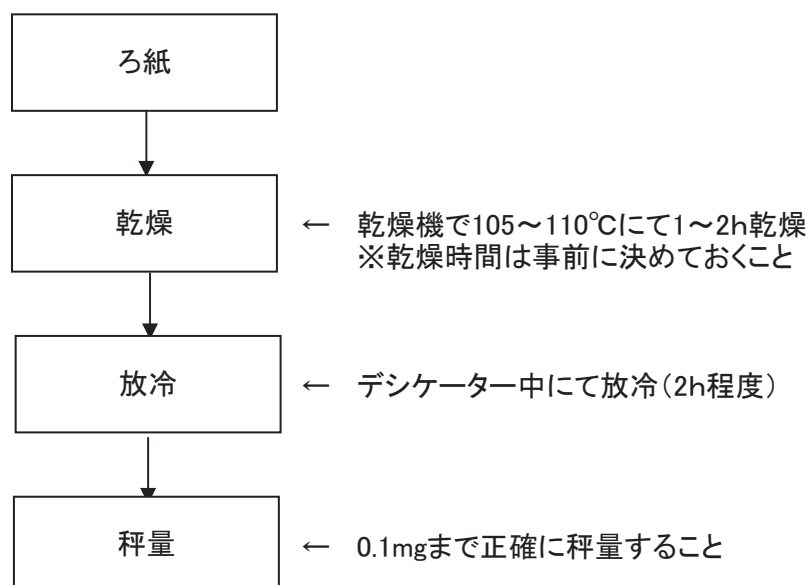 ろ紙
乾燥
← 乾燥機で105～110℃にて1～2h乾燥
※乾燥時間は事前に決めておくこと
放冷
← デシケーター中にて放冷（2h程度）
秤量
← 0.1mgまで正確に秤量すること